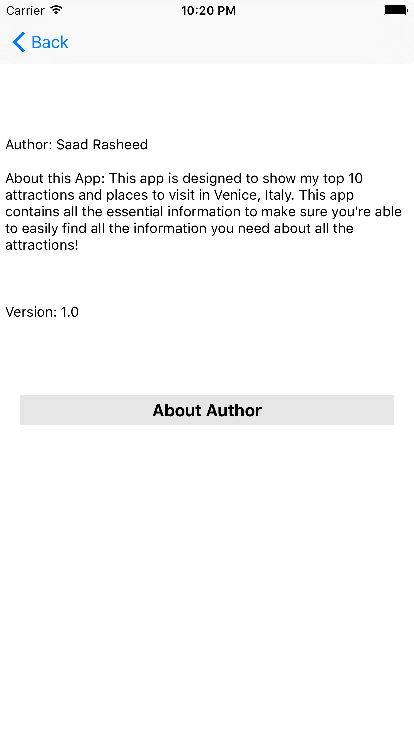 Carrier 10:20 PM
Back
Author: Saad Rasheed
About this App: This app is designed to show my top 10
attractions and places to visit in Venice, Italy. This app
contains all the essential information to make sure you're able
to easily find all the information you need about all the
attractions!
Version: 1.0
About Author